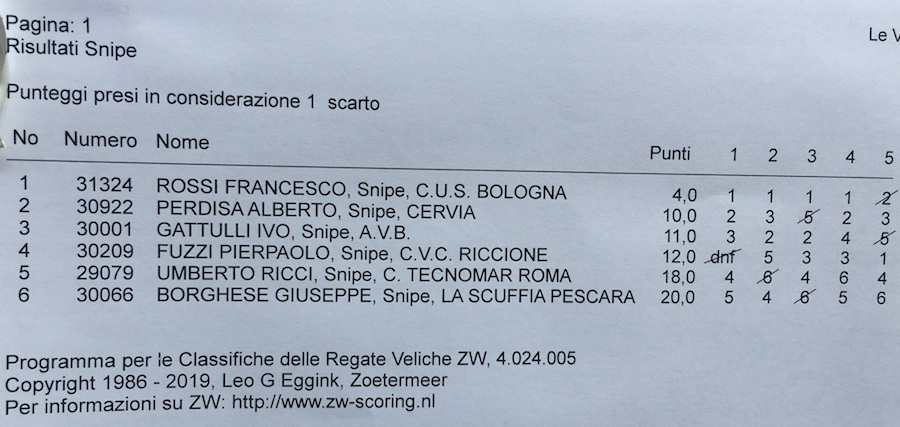 Pagina: 1
Le V
Risultati Snipe
Punteggi presi in considerazione 1 scarto
No Numero Nome Punti 1 2 3 4 5
1 31324 ROSSI FRANCESCO, Snipe, C.U.S. BOLOGNA 4,0 1 1 1 1 2
2 30922 PERDISA ALBERTO, Snipe, CERVIA 10,0 2 3 5 2 3
3 30001 GATTULLI IVO, Snipe, A.V.B. 11,0 3 2 2 4 5
4 30209 FUZZI PIERPAOLO, Snipe, C.V.C. RICCIONE 12,0 dnf 5 3 3 1
5 29079 UMBERTO RICCI, Snipe, C. TECNOMAR ROMA 18,0 4 6 4 6 4
6 30066 BORGHESE GIUSEPPE, Snipe, LA SCUFFIA PESCARA 20,0 5 4 6 5 6
Programma per le Classifiche delle Regate Veliche ZW, 4.024.005
Copyright 1986 - 2019, Leo G Eggink, Zoetermeer
Per informazioni su ZW: http://www.zw-scoring.nl